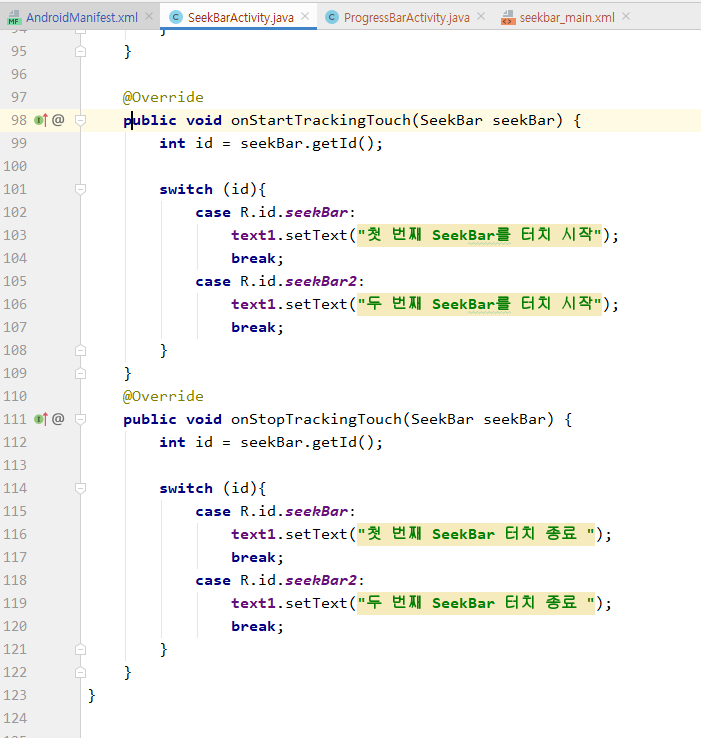 AndroidManifest.xml SeekBarActivity.java ProgressBarActivity.java seekbar_main.xml
95 }
96
97 @Override
98 public void onStartTrackingTouch(SeekBar seekBar) {
99 int id = seekBar.getId();
100
101 switch (id){
102 case R.id.seekBar:
103 text1.setText("첫 번째 SeekBar를 터치 시작");
104 break;
105 case R.id.seekBar2:
106 text1.setText("두 번째 SeekBar를 터치 시작");
107 break;
108 }
109 }
110 @Override
111 public void onStopTrackingTouch(SeekBar seekBar) {
112 int id = seekBar.getId();
113
114 switch (id){
115 case R.id.seekBar:
116 text1.setText("첫 번째 SeekBar 터치 종료 ");
117 break;
118 case R.id.seekBar2:
119 text1.setText("두 번째 SeekBar 터치 종료 ");
120 break;
121 }
122 }
123 }
124